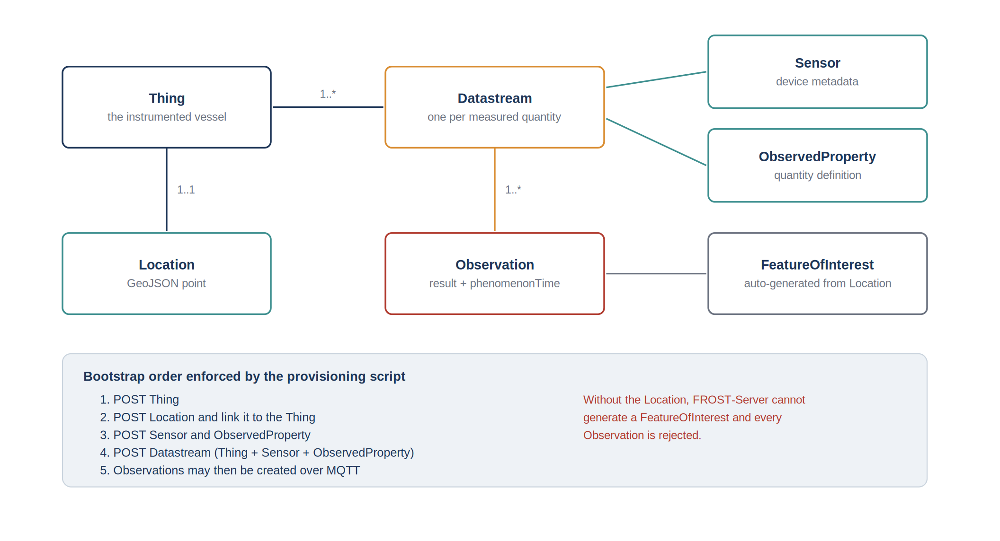 Sensor
device metadata
Thing
the instrumented vessel
1..*
Datastream
one per measured quantity
ObservedProperty
quantity definition
1..1
1..*
Location
GeoJSON point
Observation
result + phenomenonTime
FeatureOfInterest
auto-generated from Location
Bootstrap order enforced by the provisioning script
1. POST Thing
2. POST Location and link it to the Thing
3. POST Sensor and ObservedProperty
4. POST Datastream (Thing + Sensor + ObservedProperty)
5. Observations may then be created over MQTT
Without the Location, FROST-Server cannot
generate a FeatureOfInterest and every
Observation is rejected.